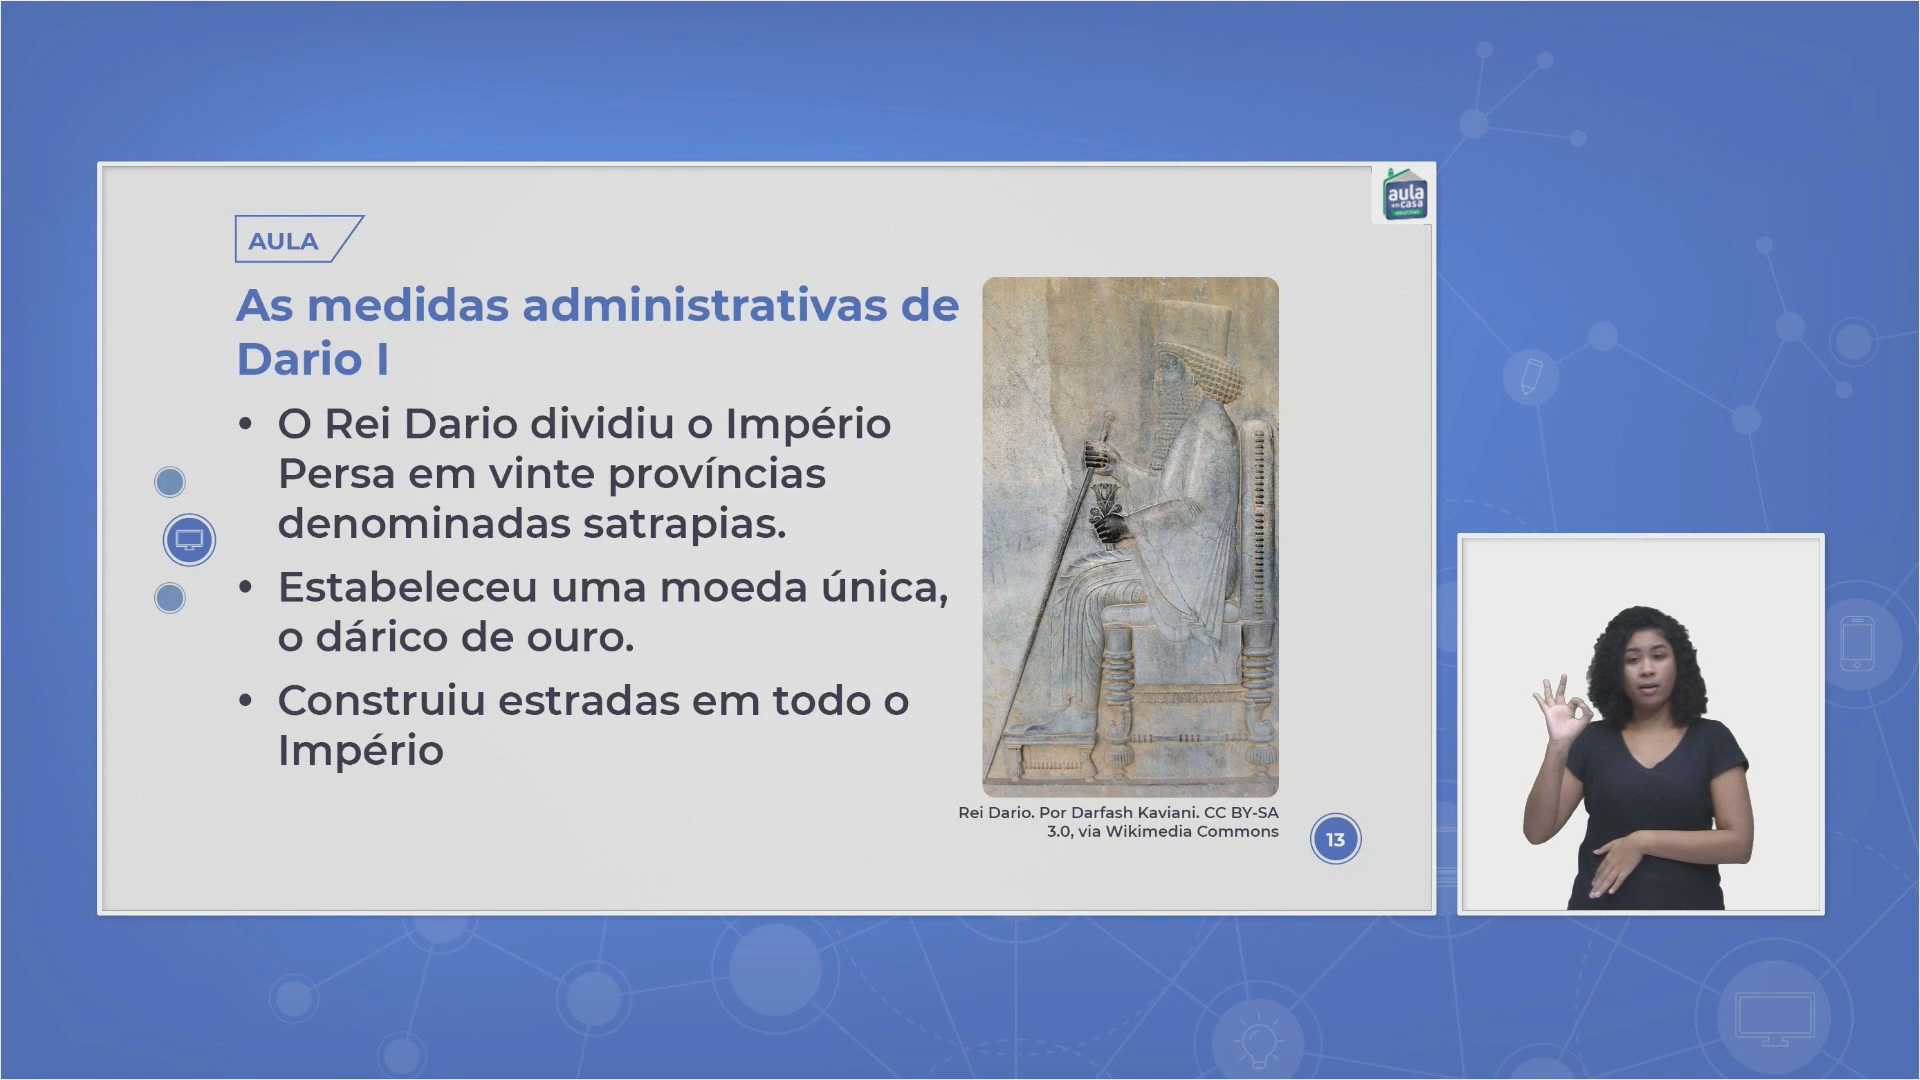 aula
em casa
AULA
As medidas administrativas de
Dario I
• O Rei Dario dividiu o Império
Persa em vinte províncias
denominadas satrapias.
• Estabeleceu uma moeda única,
o dárico de ouro.
• Construiu estradas em todo o
Império
Rei Dario. Por Darfash Kaviani. CC BY-SA
3.0, via Wikimedia Commons
13